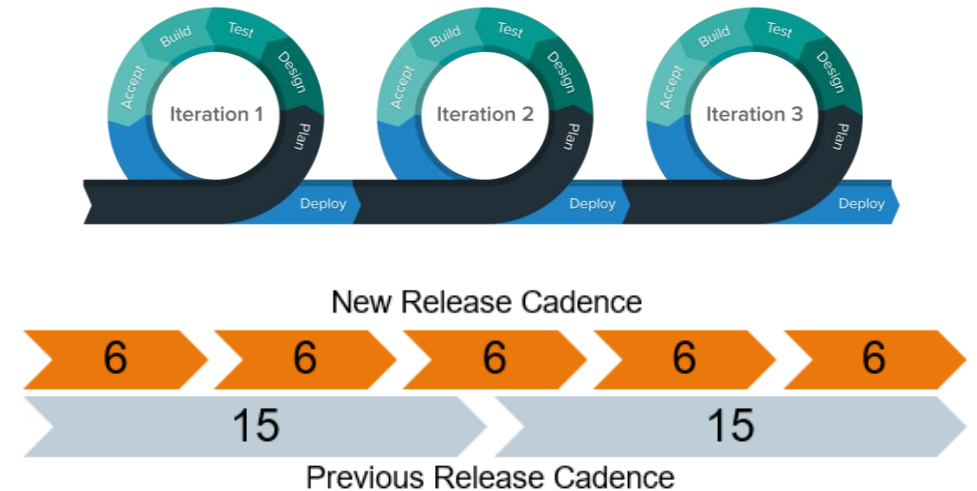 Accept Build Test Design Plan
Iteration 1
Deploy
Accept Build Test Design Plan
Iteration 2
Deploy
Accept Build Test Design Plan
Iteration 3
Deploy
New Release Cadence
6 6 6 6 6
15 15
Previous Release Cadence